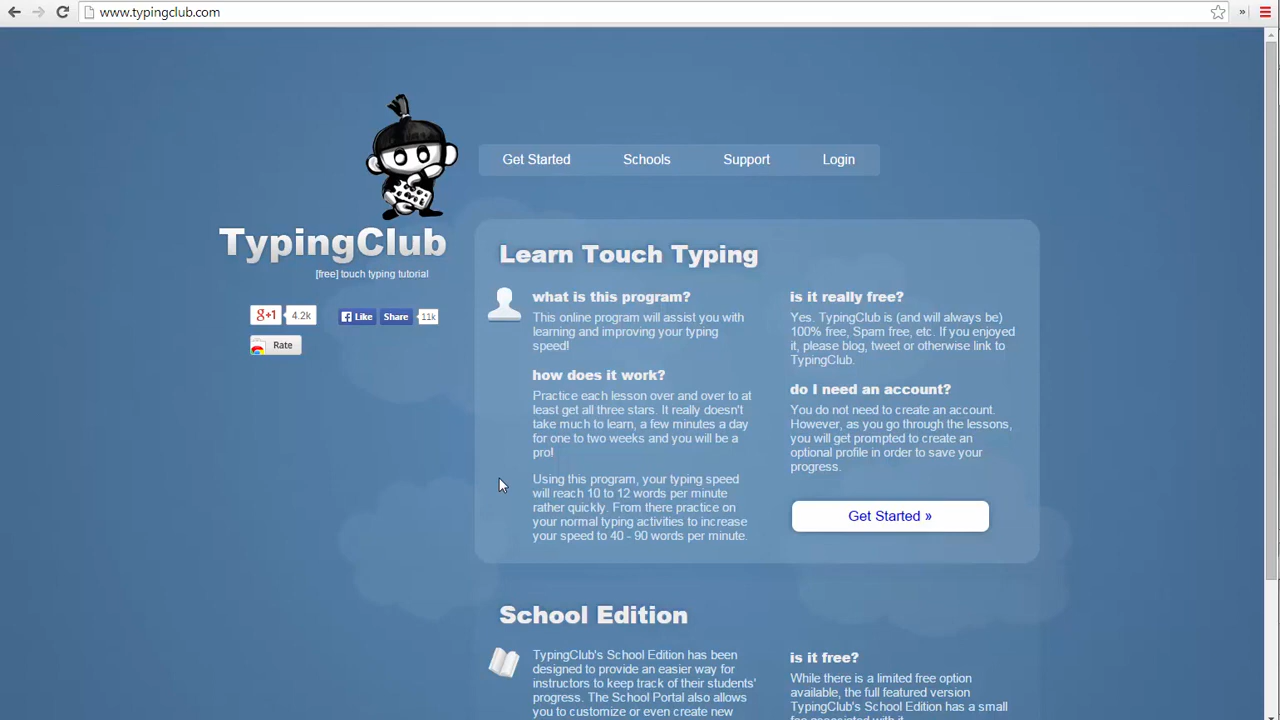 www.typingclub.com
»
Get Started
Schools
Support
Login
TypingClub
[free] touch typing tutorial
g+1
4.2k
Like
Share
11k
Rate
Learn Touch Typing
what is this program?
This online program will assist you with
learning and improving your typing
speed!
how does it work?
Practice each lesson over and over to at
least get all three stars. It really doesn't
take much to learn, a few minutes a day
for one to two weeks and you will be a
pro!
Using this program, your typing speed
will reach 10 to 12 words per minute
rather quickly. From there practice on
your normal typing activities to increase
your speed to 40 - 90 words per minute.
is it really free?
Yes. TypingClub is (and will always be)
100% free, Spam free, etc. If you enjoyed
it, please blog, tweet or otherwise link to
TypingClub.
do I need an account?
You do not need to create an account.
However, as you go through the lessons,
you will get prompted to create an
optional profile in order to save your
progress.
Get Started »
School Edition
TypingClub's School Edition has been
designed to provide an easier way for
instructors to keep track of their students'
progress. The School Portal also allows
you to customize or even create new
is it free?
While there is a limited free option
available, the full featured version
TypingClub's School Edition has a small
fee associated with it.